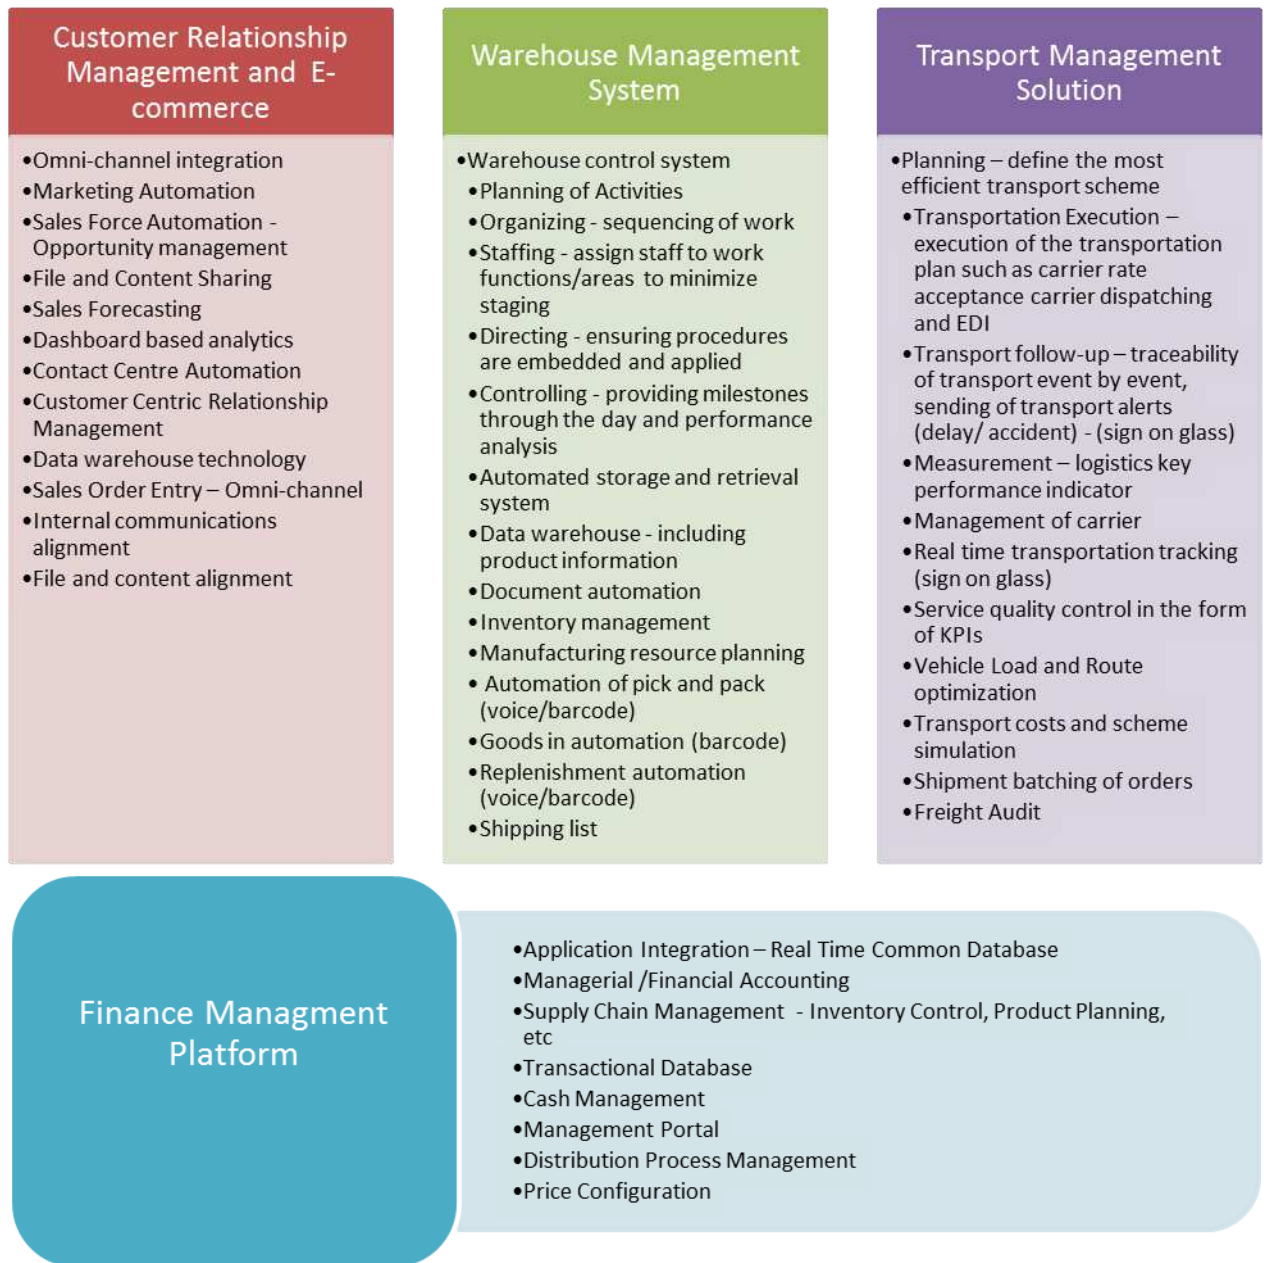 Customer Relationship
Management and E-
commerce
•Omni-channel integration
•Marketing Automation
•Sales Force Automation -
Opportunity management
•File and Content Sharing
•Sales Forecasting
•Dashboard based analytics
•Contact Centre Automation
•Customer Centric Relationship
Management
•Data warehouse technology
•Sales Order Entry – Omni-channel
•Internal communications
alignment
•File and content alignment
Warehouse Management
System
•Warehouse control system
•Planning of Activities
•Organizing - sequencing of work
•Staffing - assign staff to work
functions/areas to minimize
staging
•Directing - ensuring procedures
are embedded and applied
•Controlling - providing milestones
through the day and performance
analysis
•Automated storage and retrieval
system
•Data warehouse - including
product information
•Document automation
•Inventory management
•Manufacturing resource planning
• Automation of pick and pack
(voice/barcode)
•Goods in automation (barcode)
•Replenishment automation
(voice/barcode)
•Shipping list
Transport Management
Solution
•Planning – define the most
efficient transport scheme
•Transportation Execution –
execution of the transportation
plan such as carrier rate
acceptance carrier dispatching
and EDI
•Transport follow-up – traceability
of transport event by event,
sending of transport alerts
(delay/ accident) - (sign on glass)
•Measurement – logistics key
performance indicator
•Management of carrier
•Real time transportation tracking
(sign on glass)
•Service quality control in the form
of KPIs
•Vehicle Load and Route
optimization
•Transport costs and scheme
simulation
•Shipment batching of orders
•Freight Audit
Finance Managment
Platform
•Application Integration – Real Time Common Database
•Managerial /Financial Accounting
•Supply Chain Management - Inventory Control, Product Planning,
etc
•Transactional Database
•Cash Management
•Management Portal
•Distribution Process Management
•Price Configuration